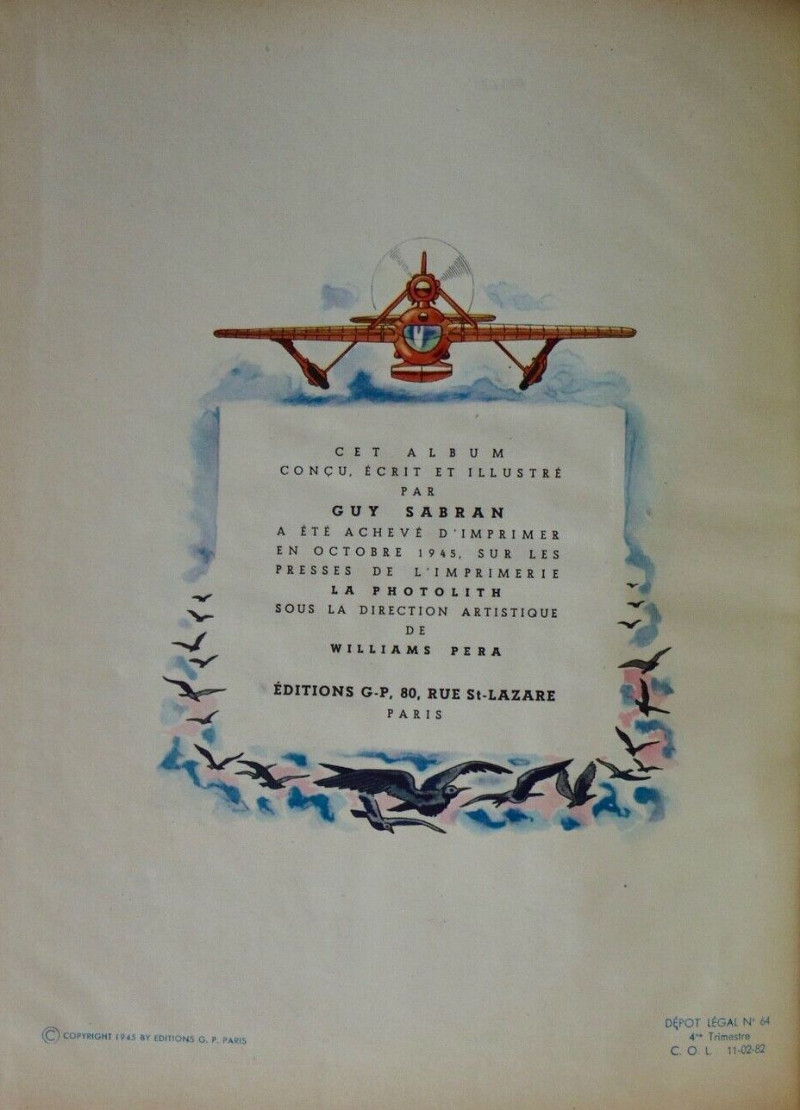 CET ALBUM
CONÇU, ÉCRIT ET ILLUSTRÉ
PAR
GUY SABRAN
A ÉTÉ ACHEVÉ D'IMPRIMER
EN OCTOBRE 1945, SUR LES
PRESSES DE L'IMPRIMERIE
LA PHOTOLITH
SOUS LA DIRECTION ARTISTIQUE
DE
WILLIAMS PERA
ÉDITIONS G-P, 80, RUE St-LAZARE
PARIS
© COPYRIGHT 1945 BY EDITIONS G. P. PARIS
DÉPOT LÉGAL N° 64
4me Trimestre
C. O. L 11-02-82